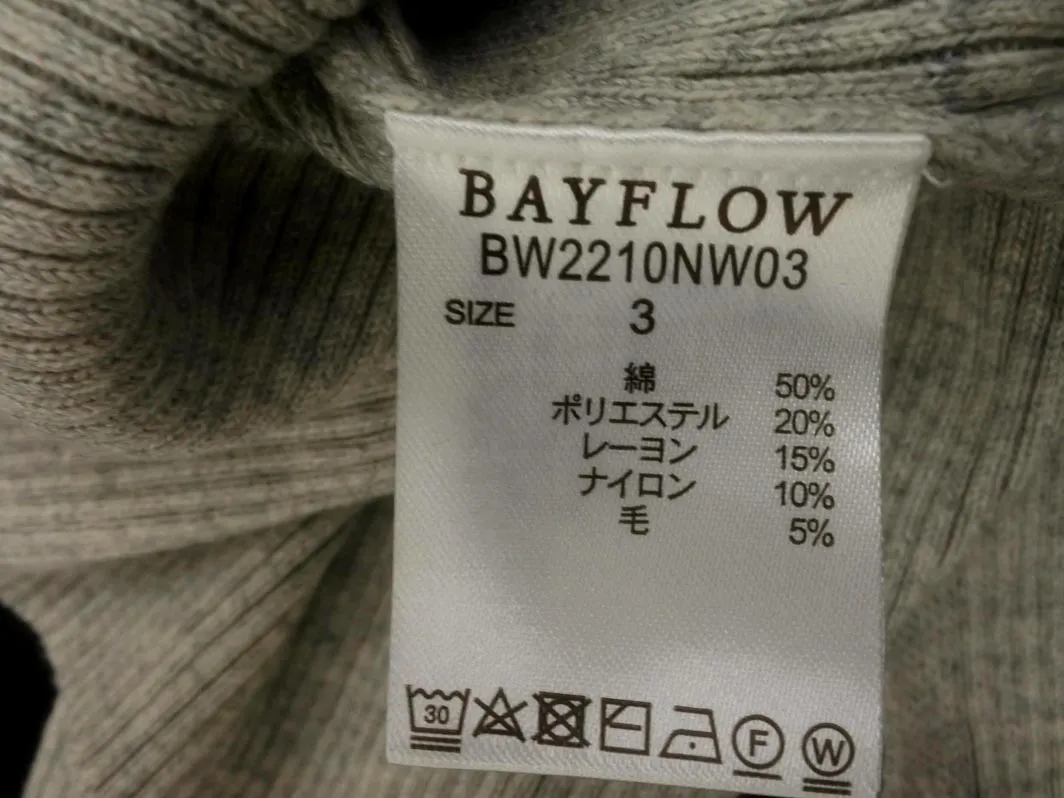 BAYFLOW
BW2210NW03
SIZE 3
綿 50%
ポリエステル 20%
レーヨン 15%
ナイロン 10%
毛 5%
30 F W